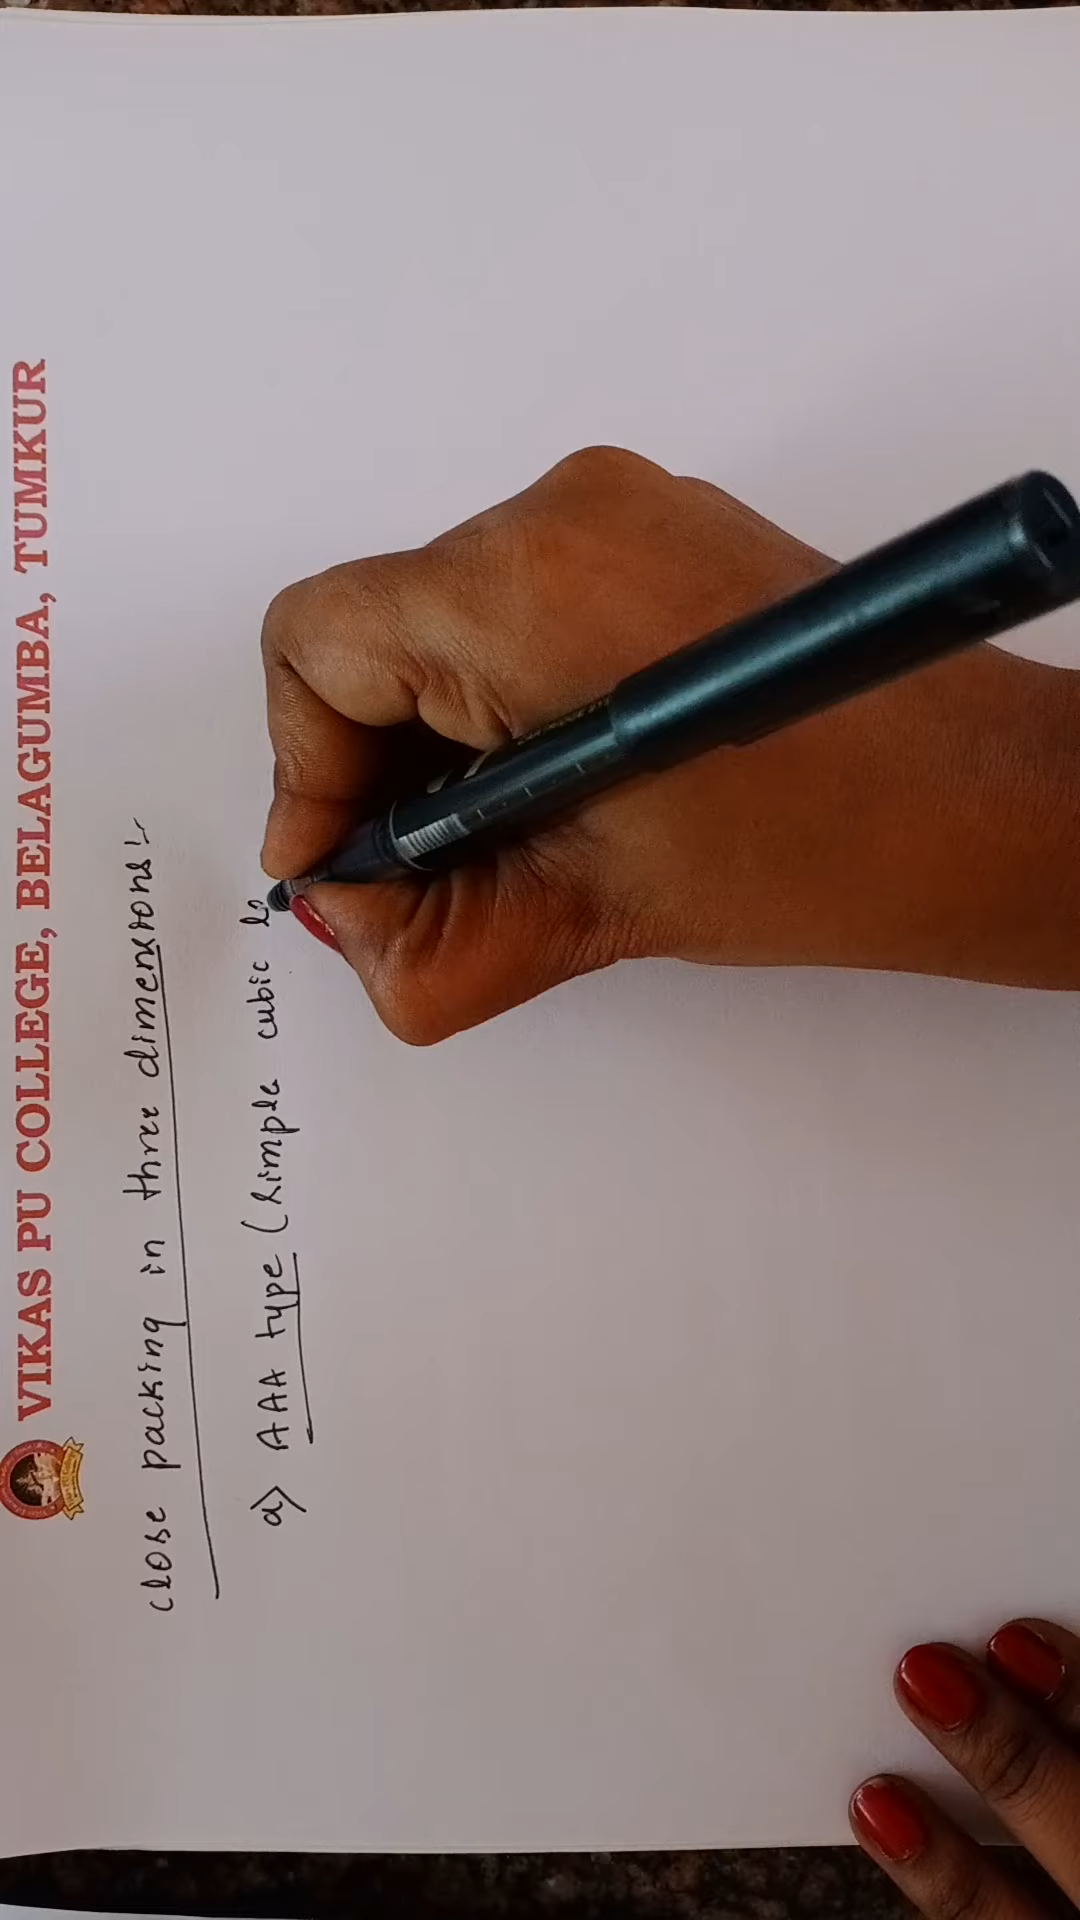 VIKAS PU COLLEGE, BELAGUMBA, TUMKUR
close packing in three dimensions:-
a) AAA type (simple cubic